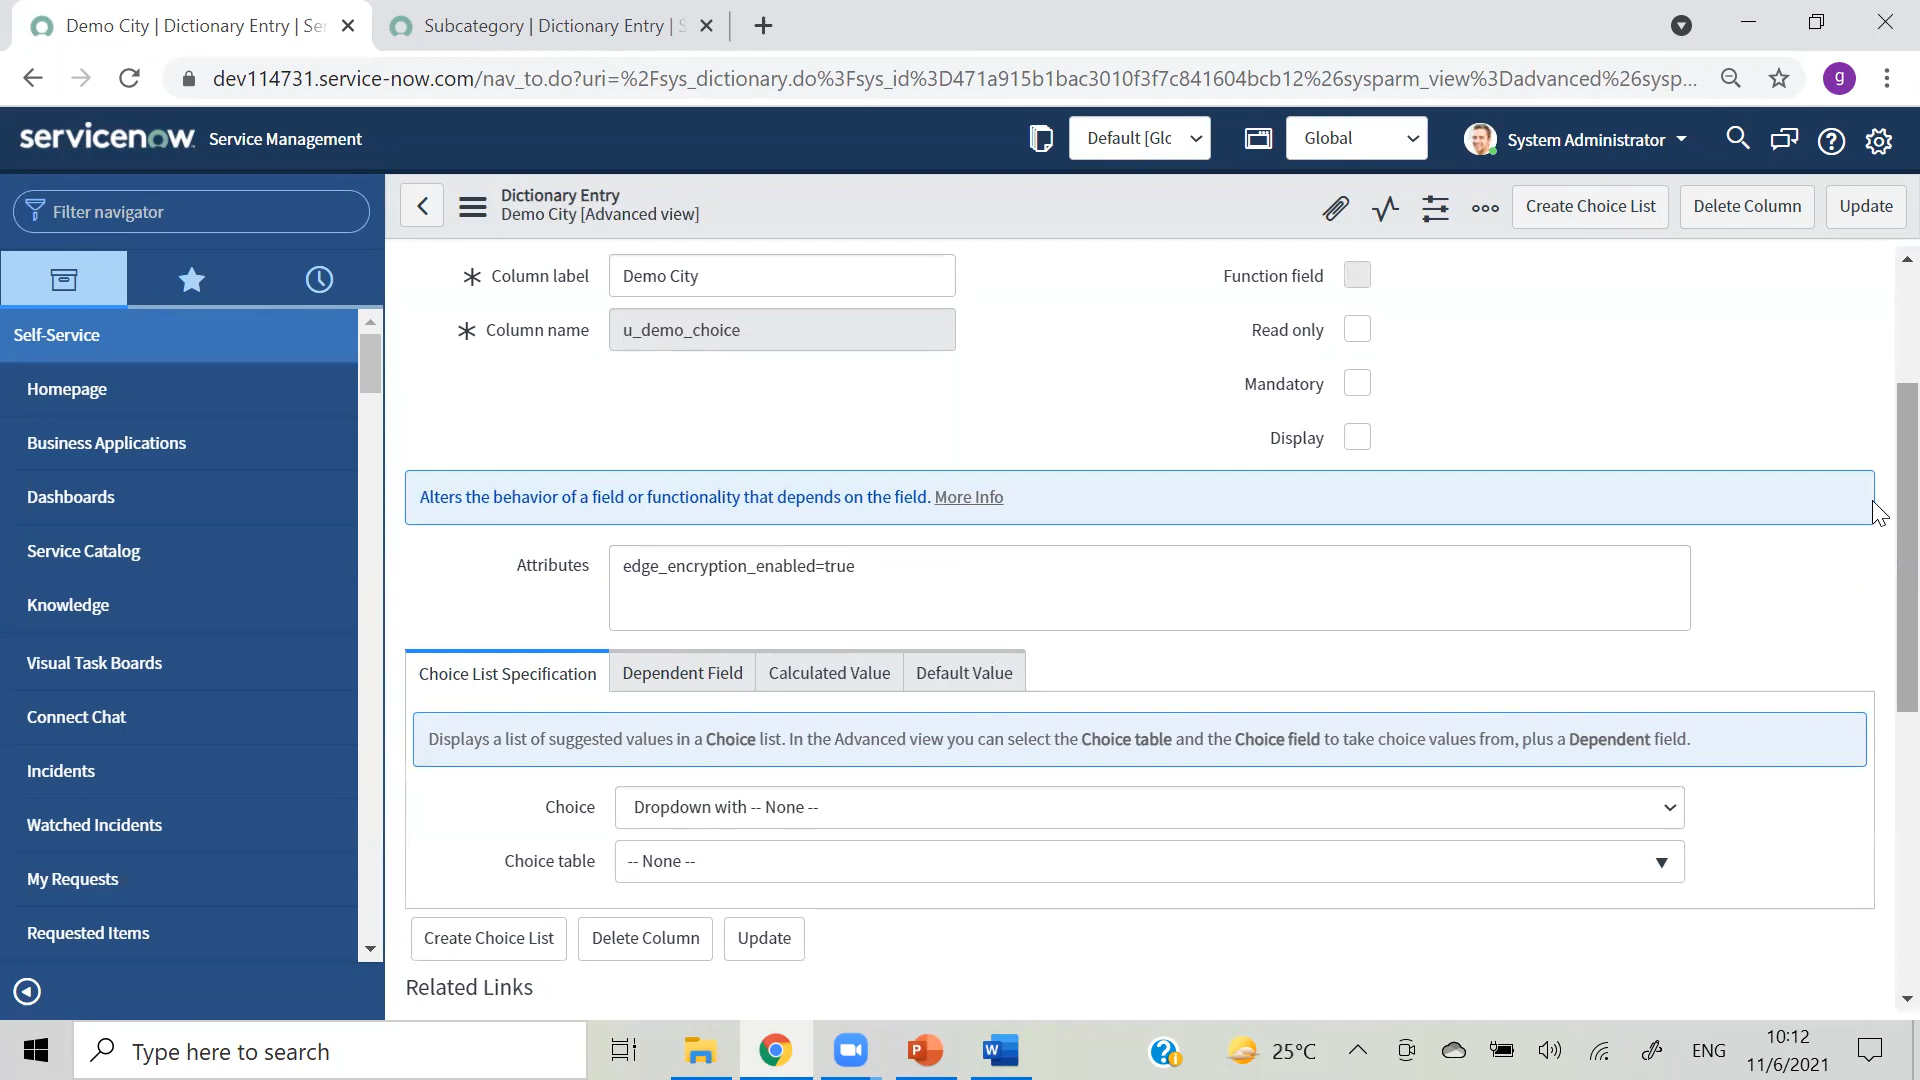 Demo City | Dictionary Entry | Ser
Subcategory | Dictionary Entry | S
dev114731.service-now.com/nav_to.do?uri=%2Fsys_dictionary.do%3Fsys_id%3D471a915b1bac3010f3f7c841604bcb12%26sysparm_view%3Dadvanced%26sysp...
g
servicenow. Service Management
Default [Glc
Global
System Administrator
Filter navigator
Dictionary Entry
Demo City [Advanced view]
Create Choice List
Delete Column
Update
Self-Service
Homepage
Business Applications
Dashboards
Service Catalog
Knowledge
Visual Task Boards
Connect Chat
Incidents
Watched Incidents
My Requests
Requested Items
Column label Demo City
Column name u_demo_choice
Function field
Read only
Mandatory
Display
Alters the behavior of a field or functionality that depends on the field. More Info
Attributes edge_encryption_enabled=true
Choice List Specification Dependent Field Calculated Value Default Value
Displays a list of suggested values in a Choice list. In the Advanced view you can select the Choice table and the Choice field to take choice values from, plus a Dependent field.
Choice Dropdown with -- None --
Choice table -- None --
Create Choice List Delete Column Update
Related Links
Type here to search
P
W
25°C
ENG
10:12
11/6/2021